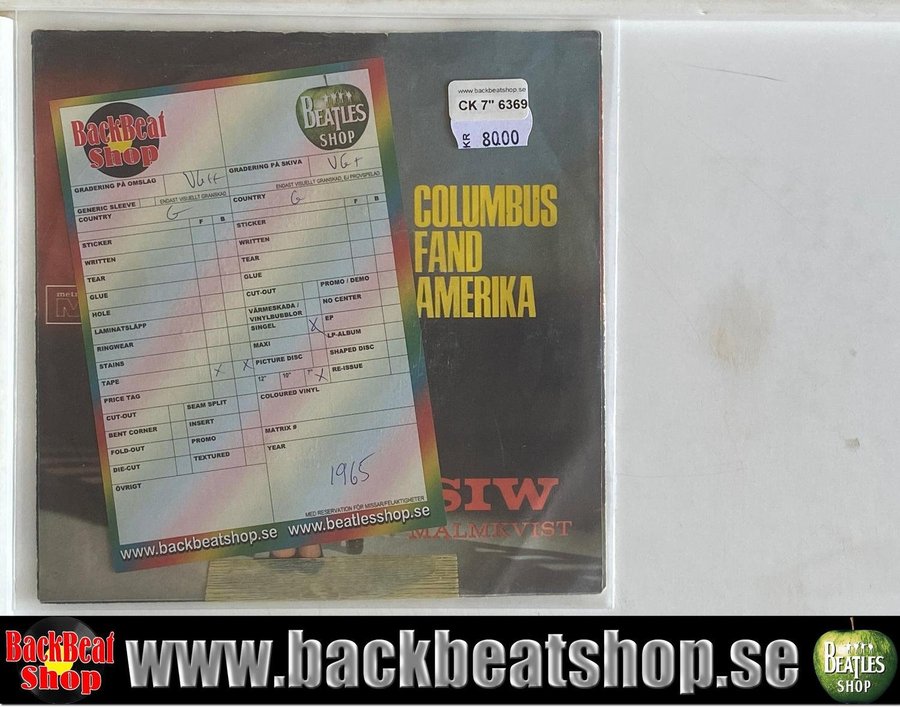 BackBeat
Shop
BEATLES
SHOP
GRADERING PÅ OMSLAG
VG++
GRADERING PÅ SKIVA
VG+
GENERIC SLEEVE
ENDAST VISUELLT GRANSKAD
ENDAST VISUELLT GRANSKAD, EJ PROVSPELAD
COUNTRY
G
F B
COUNTRY
G
F B
STICKER
WRITTEN
TEAR
GLUE
HOLE
LAMINATSLÄPP
RINGWEAR
STAINS
TAPE
X X
PRICE TAG
CUT-OUT
BENT CORNER
FOLD-OUT
DIE-CUT
SEAM SPLIT
INSERT
PROMO
TEXTURED
ÖVRIGT
STICKER
WRITTEN
TEAR
GLUE
CUT-OUT
PROMO / DEMO
VÄRMESKADA /
VINYLBUBBLOR
NO CENTER
SINGEL
X
EP
MAXI
LP-ALBUM
PICTURE DISC
SHAPED DISC
12" 10" 7" X
RE-ISSUE
COLOURED VINYL
MATRIX #
YEAR
1965
MED RESERVATION FÖR MISSAR/FELAKTIGHETER
www.backbeatshop.se
www.beatlesshop.se
www.backbeatshop.se
CK 7" 6369
KR 80.00
COLUMBUS
FAND
AMERIKA
SIW
MALMKVIST
BackBeat
Shop
www.backbeatshop.se
BEATLES
SHOP